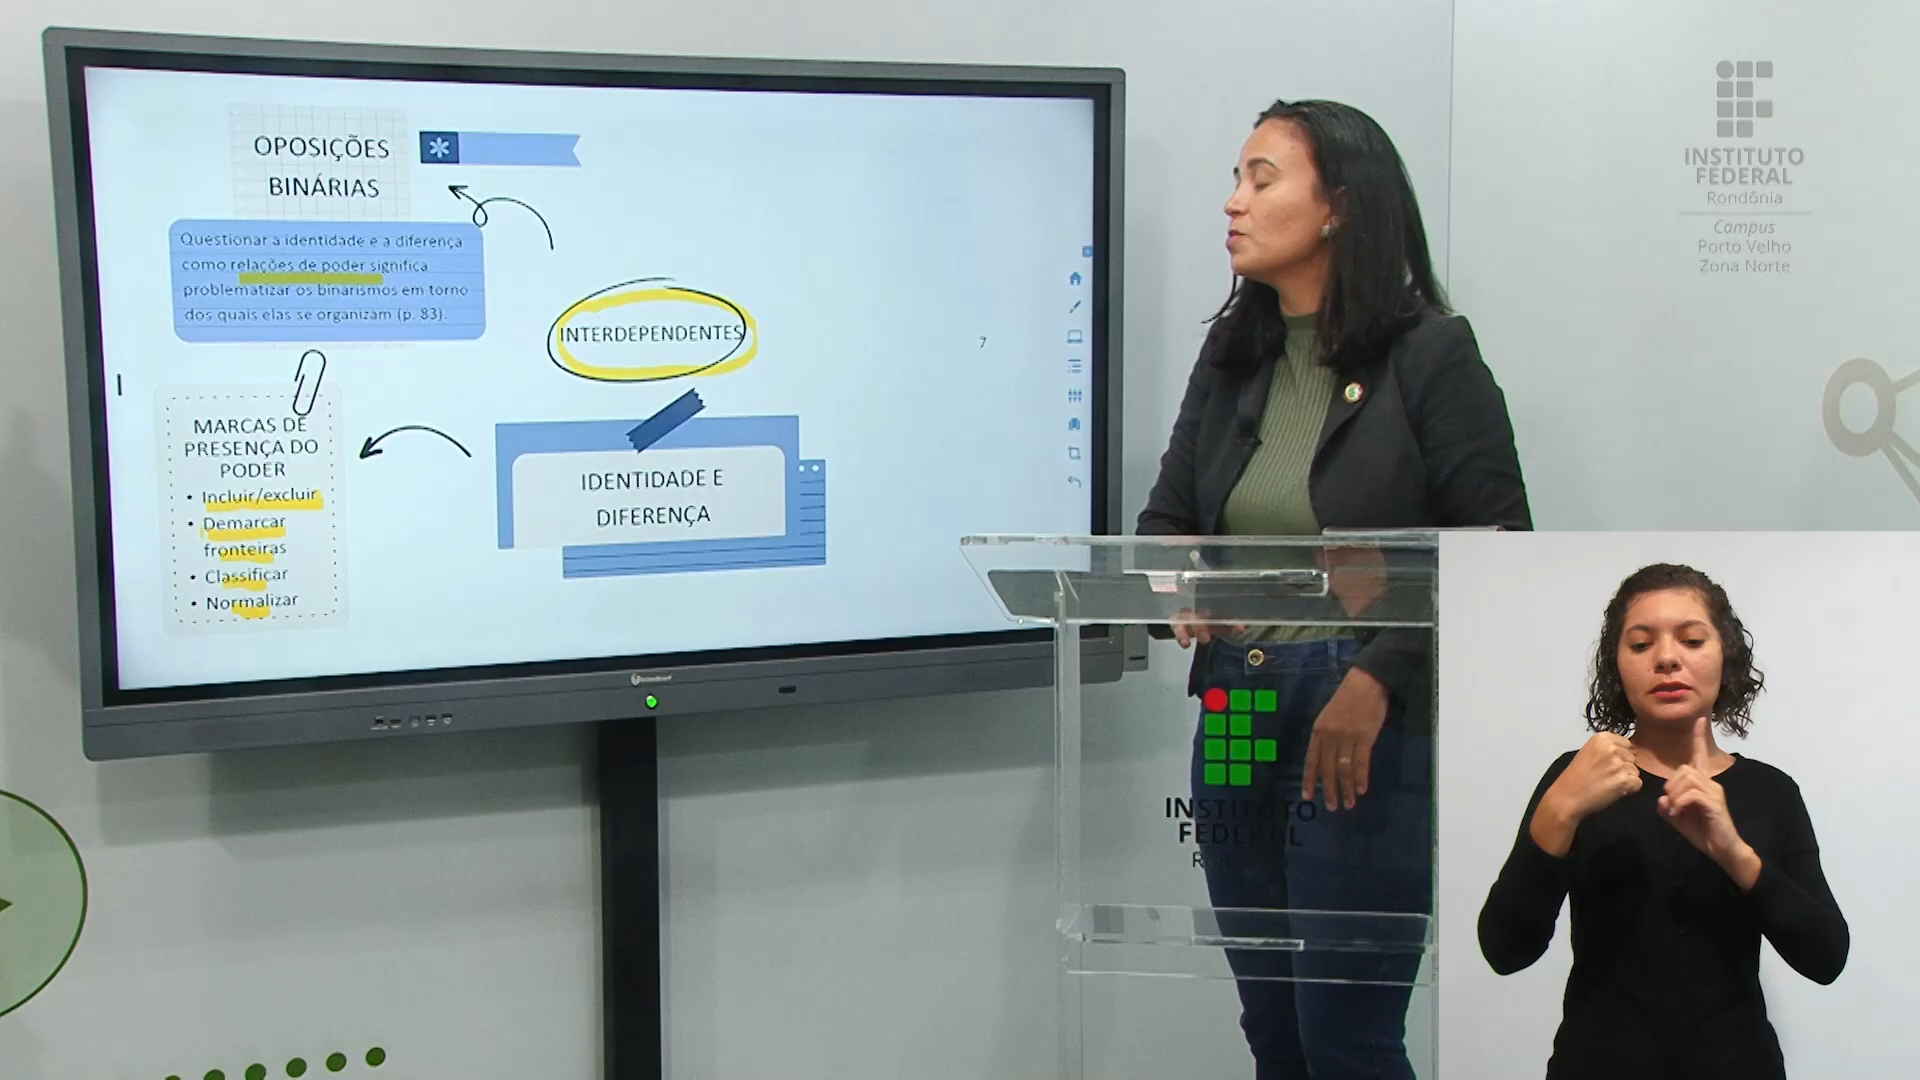 OPOSIÇÕES
BINÁRIAS
Questionar a identidade e a diferença
como relações de poder significa
problematizar os binarismos em torno
dos quais elas se organizam (p. 83).
INTERDEPENDENTES
7
MARCAS DE
PRESENÇA DO
PODER
• Incluir/excluir
• Demarcar
fronteiras
• Classificar
• Normalizar
IDENTIDADE E
DIFERENÇA
INSTITUTO
FEDERAL
Rondônia
Campus
Porto Velho
Zona Norte
INSTITUTO
FEDERAL